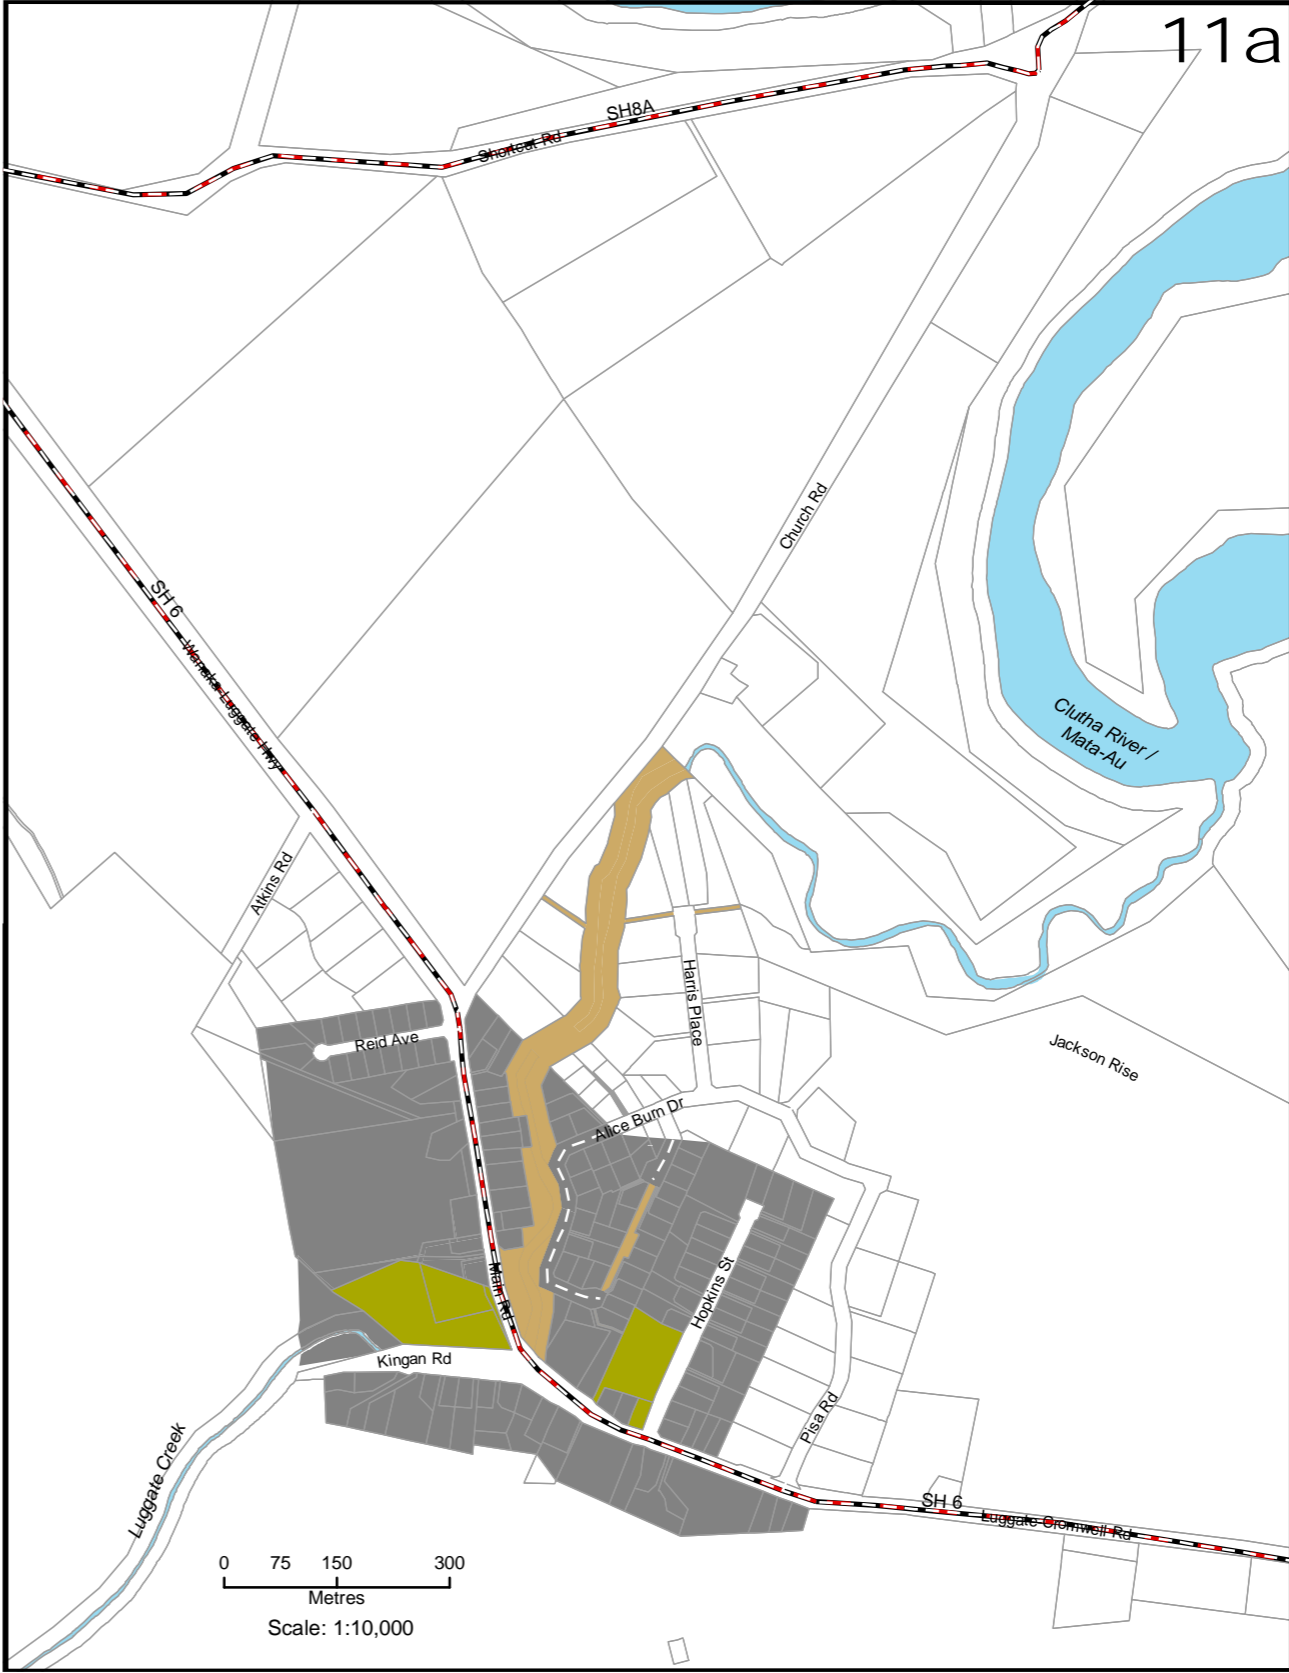 11a
SH8A
Shortcut Rd
Church Rd
SH 6
Wanaka-Luggate Hwy
Clutha River /
Mata-Au
Atkins Rd
Harris Place
Reid Ave
Jackson Rise
Alice Burn Dr
Main Rd
Hopkins St
Kingan Rd
Pisa Rd
Luggate Creek
SH 6
Luggate Cromwell Rd
0 75 150 300
Metres
Scale: 1:10,000